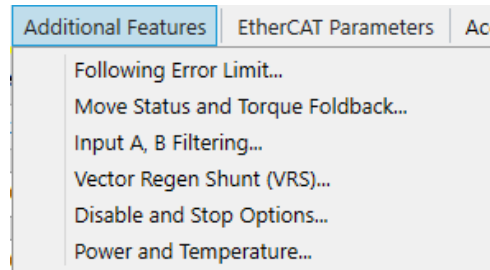 Additional Features EtherCAT Parameters
Following Error Limit...
Move Status and Torque Foldback...
Input A, B Filtering...
Vector Regen Shunt (VRS)...
Disable and Stop Options...
Power and Temperature...